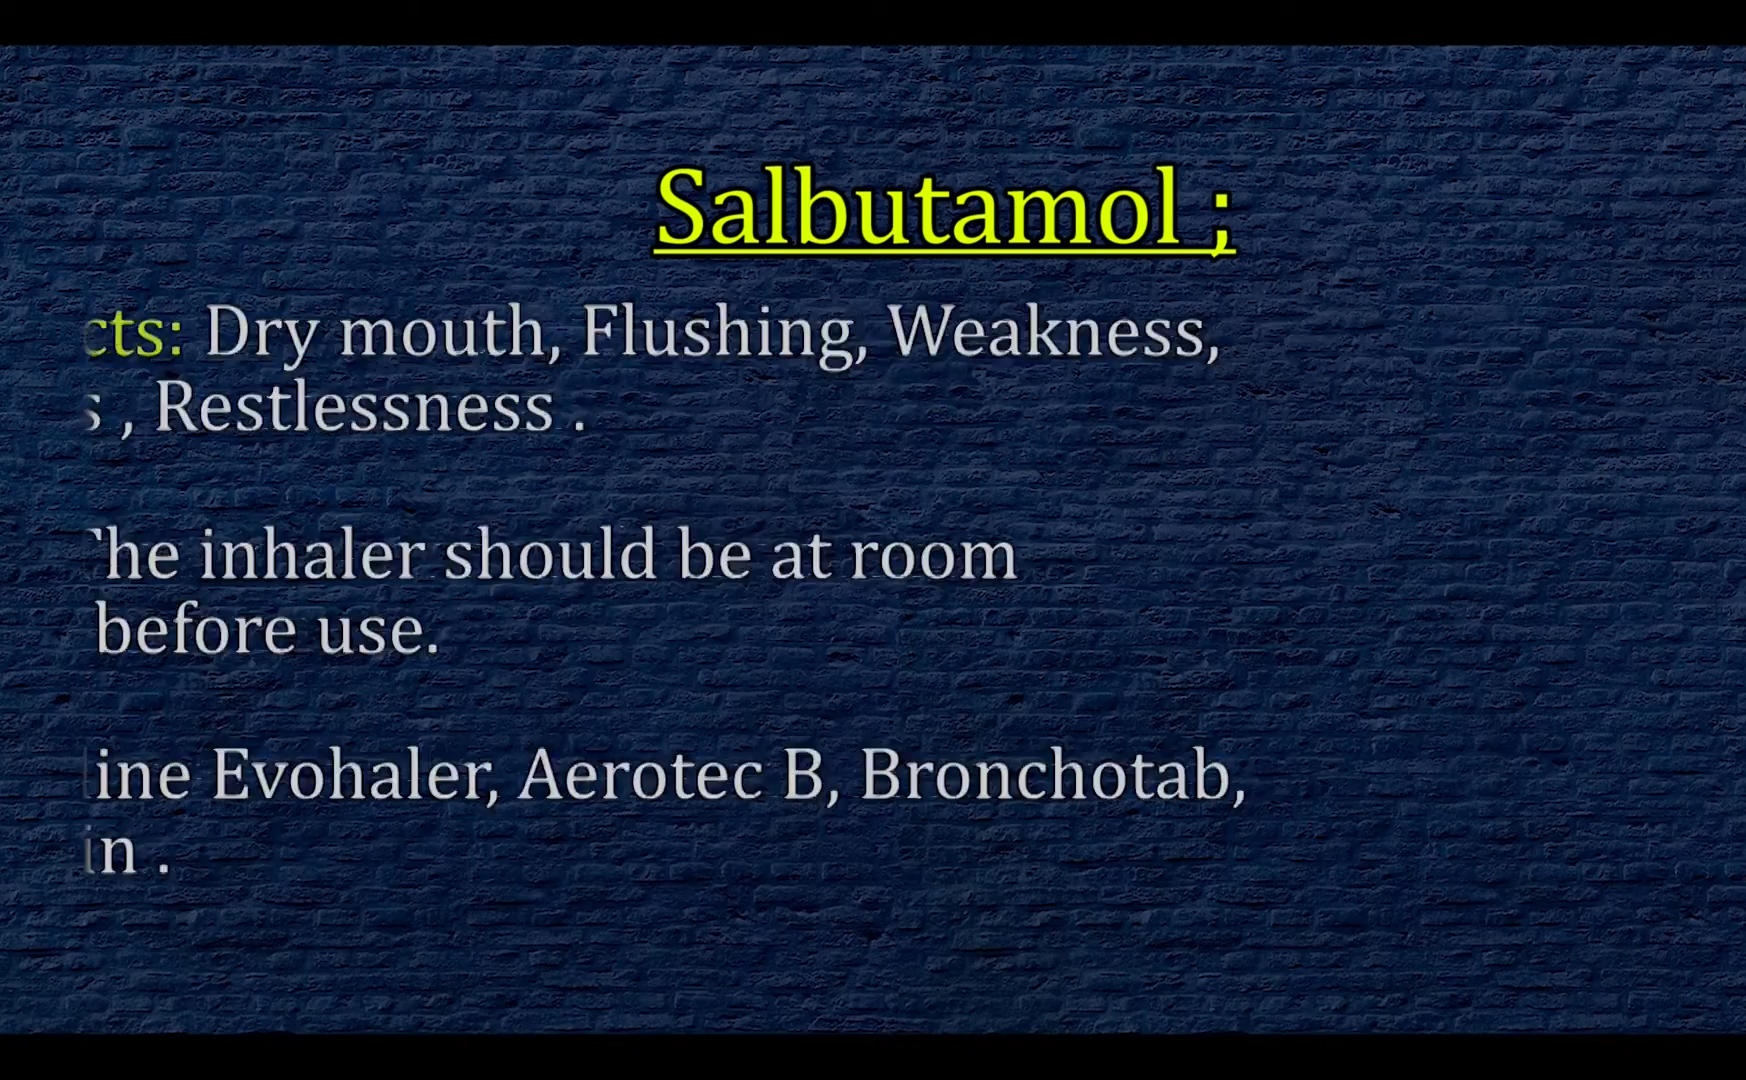 Salbutamol ;
cts: Dry mouth, Flushing, Weakness,
s , Restlessness .
he inhaler should be at room
before use.
ine Evohaler, Aerotec B, Bronchotab,
in .